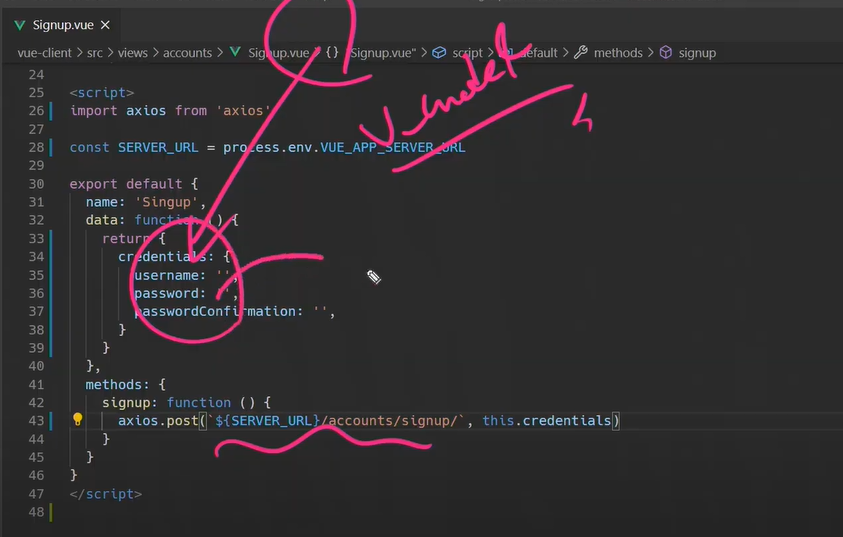 Signup.vue
vue-client > src > views > accounts > Signup.vue > {} "Signup.vue" > script > default > methods > signup
v-model
24
25 <script>
26 import axios from 'axios'
27
28 const SERVER_URL = process.env.VUE_APP_SERVER_URL
29
30 export default {
31 name: 'Singup',
32 data: function () {
33 return {
34 credentials: {
35 username: '',
36 password: '',
37 passwordConfirmation: '',
38 }
39 }
40 },
41 methods: {
42 signup: function () {
43 axios.post(`${SERVER_URL}/accounts/signup/`, this.credentials)
44 }
45 }
46 }
47 </script>
48